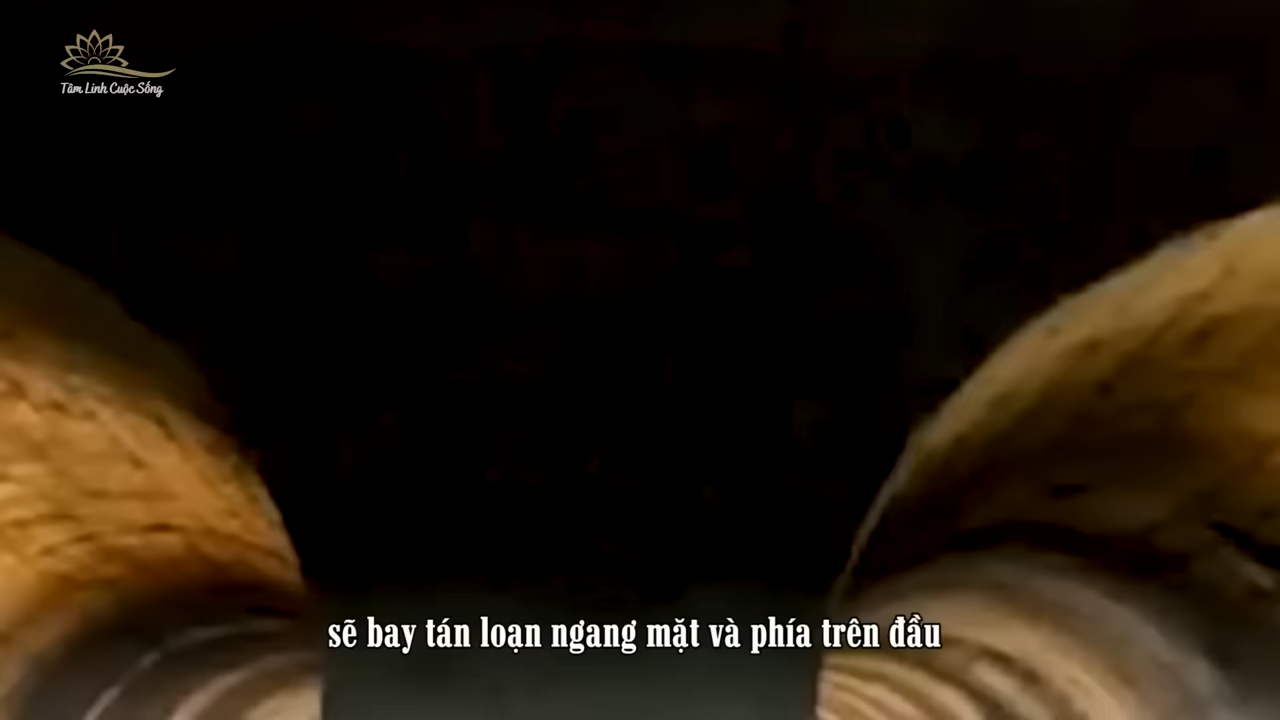 Tâm Linh Cuộc Sống
sẽ bay tán loạn ngang mặt và phía trên đầu